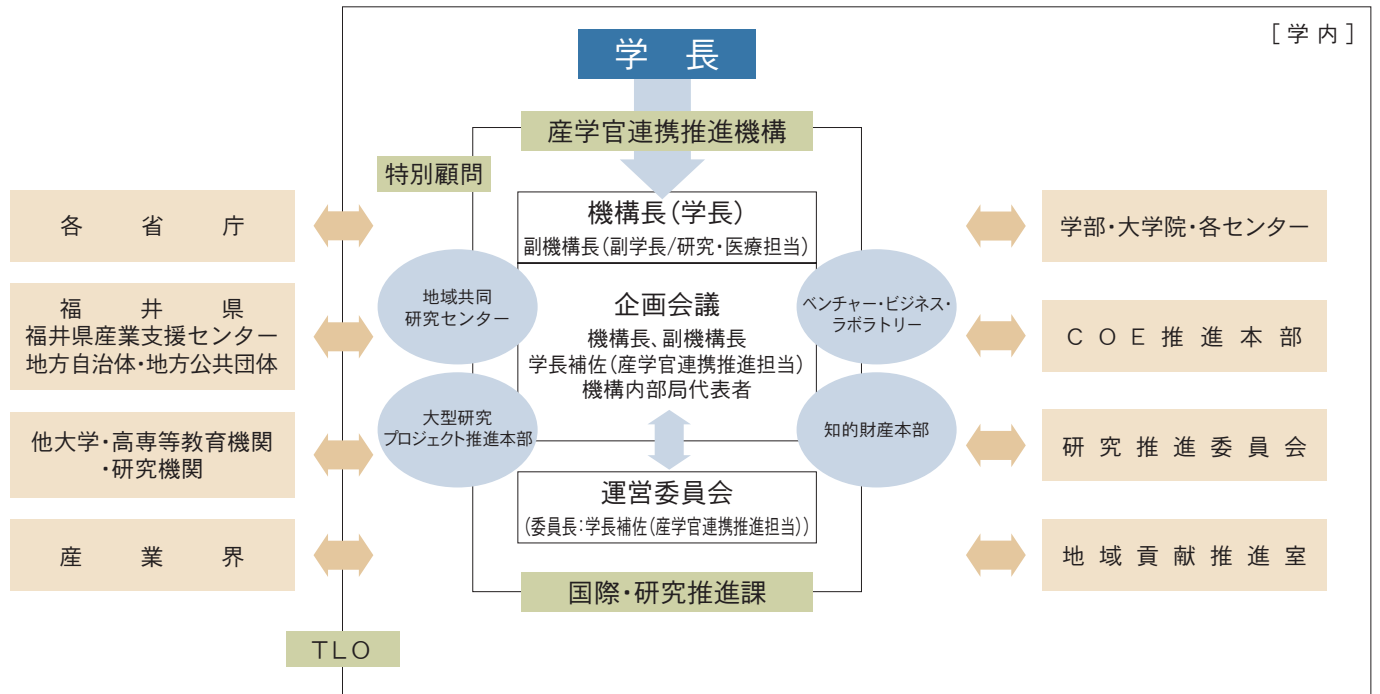 [学内]
学　長
産学官連携推進機構
特別顧問
機構長(学長)
副機構長(副学長/研究・医療担当)
各　省　庁
学部・大学院・各センター
地域共同
研究センター
企画会議
機構長、副機構長
学長補佐(産学官連携推進担当)
機構内部局代表者
ベンチャー・ビジネス・
ラボラトリー
福　井　県
福井県産業支援センター
地方自治体・地方公共団体
COE推進本部
大型研究
プロジェクト推進本部
知的財産本部
他大学・高専等教育機関
・研究機関
研究推進委員会
運営委員会
(委員長:学長補佐(産学官連携推進担当))
産　業　界
地域貢献推進室
国際・研究推進課
TLO